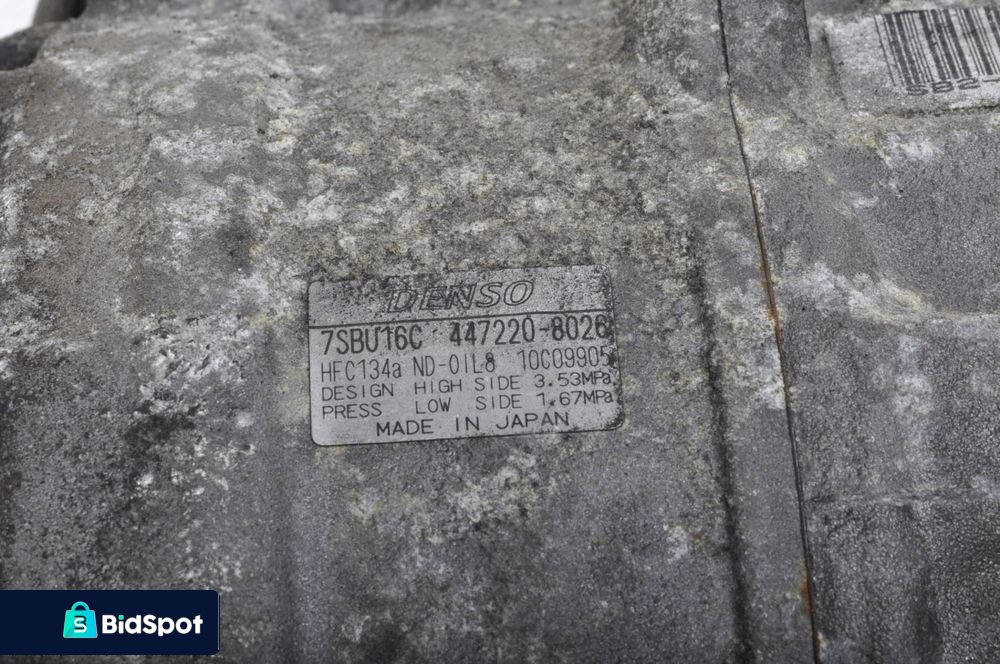 SB2-
DENSO
7SBU16C 447220-8026
HFC134a ND-OIL8 10C09905
DESIGN HIGH SIDE 3.53MPa
PRESS LOW SIDE 1.67MPa
MADE IN JAPAN
BidSpot